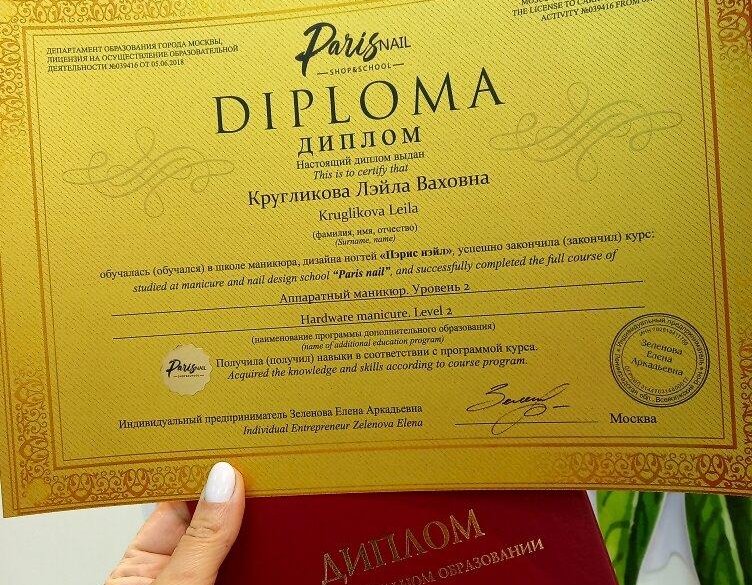 ДЕПАРТАМЕНТ ОБРАЗОВАНИЯ ГОРОДА МОСКВЫ,
ЛИЦЕНЗИЯ НА ОСУЩЕСТВЛЕНИЕ ОБРАЗОВАТЕЛЬНОЙ
ДЕЯТЕЛЬНОСТИ №039416 ОТ 05.06.2018
THE LICENSE TO
ACTIVITY №039416 FROM
Paris NAIL
SHOP&SCHOOL
DIPLOMA
ДИПЛОМ
Настоящий диплом выдан
This is to certify that
Кругликова Лэйла Ваховна
Kruglikova Leila
(фамилия, имя, отчество)
(Surname, name)
обучалась (обучался) в школе маникюра, дизайна ногтей «Пэрис нэйл», успешно закончила (закончил) курс:
studied at manicure and nail design school “Paris nail”, and successfully completed the full course of
Аппаратный маникюр. Уровень 2
Hardware manicure. Level 2
(наименование программы дополнительного образования)
(name of additional education program)
Paris NAIL
Получила (получил) навыки в соответствии с программой курса.
Acquired the knowledge and skills according to course program.
Зеленова
Елена
Аркадьевна
Индивидуальный предприниматель Зеленова Елена Аркадьевна
Individual Entrepreneur Zelenova Elena
Москва
ДИПЛОМ
ОБРАЗОВАНИИ